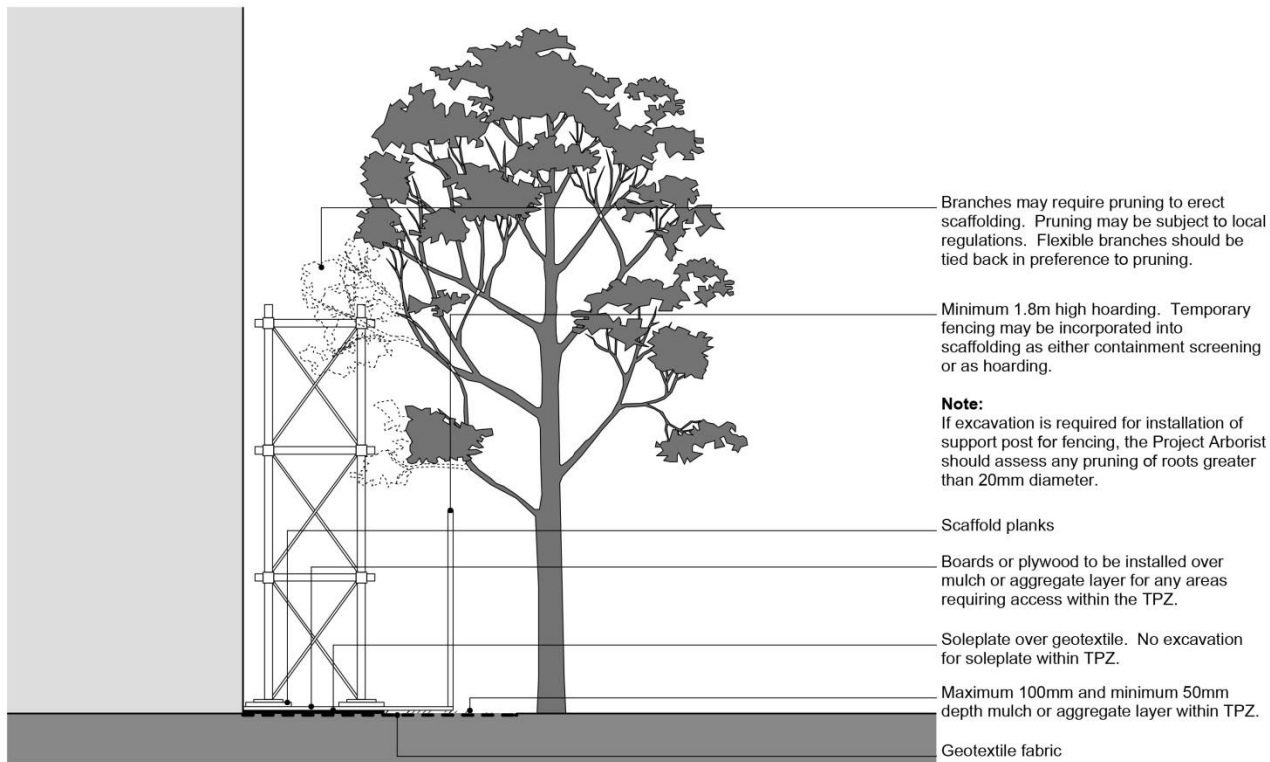 Branches may require pruning to erect
scaffolding. Pruning may be subject to local
regulations. Flexible branches should be
tied back in preference to pruning.
Minimum 1.8m high hoarding. Temporary
fencing may be incorporated into
scaffolding as either containment screening
or as hoarding.
Note:
If excavation is required for installation of
support post for fencing, the Project Arborist
should assess any pruning of roots greater
than 20mm diameter.
Scaffold planks
Boards or plywood to be installed over
mulch or aggregate layer for any areas
requiring access within the TPZ.
Soleplate over geotextile. No excavation
for soleplate within TPZ.
Maximum 100mm and minimum 50mm
depth mulch or aggregate layer within TPZ.
Geotextile fabric